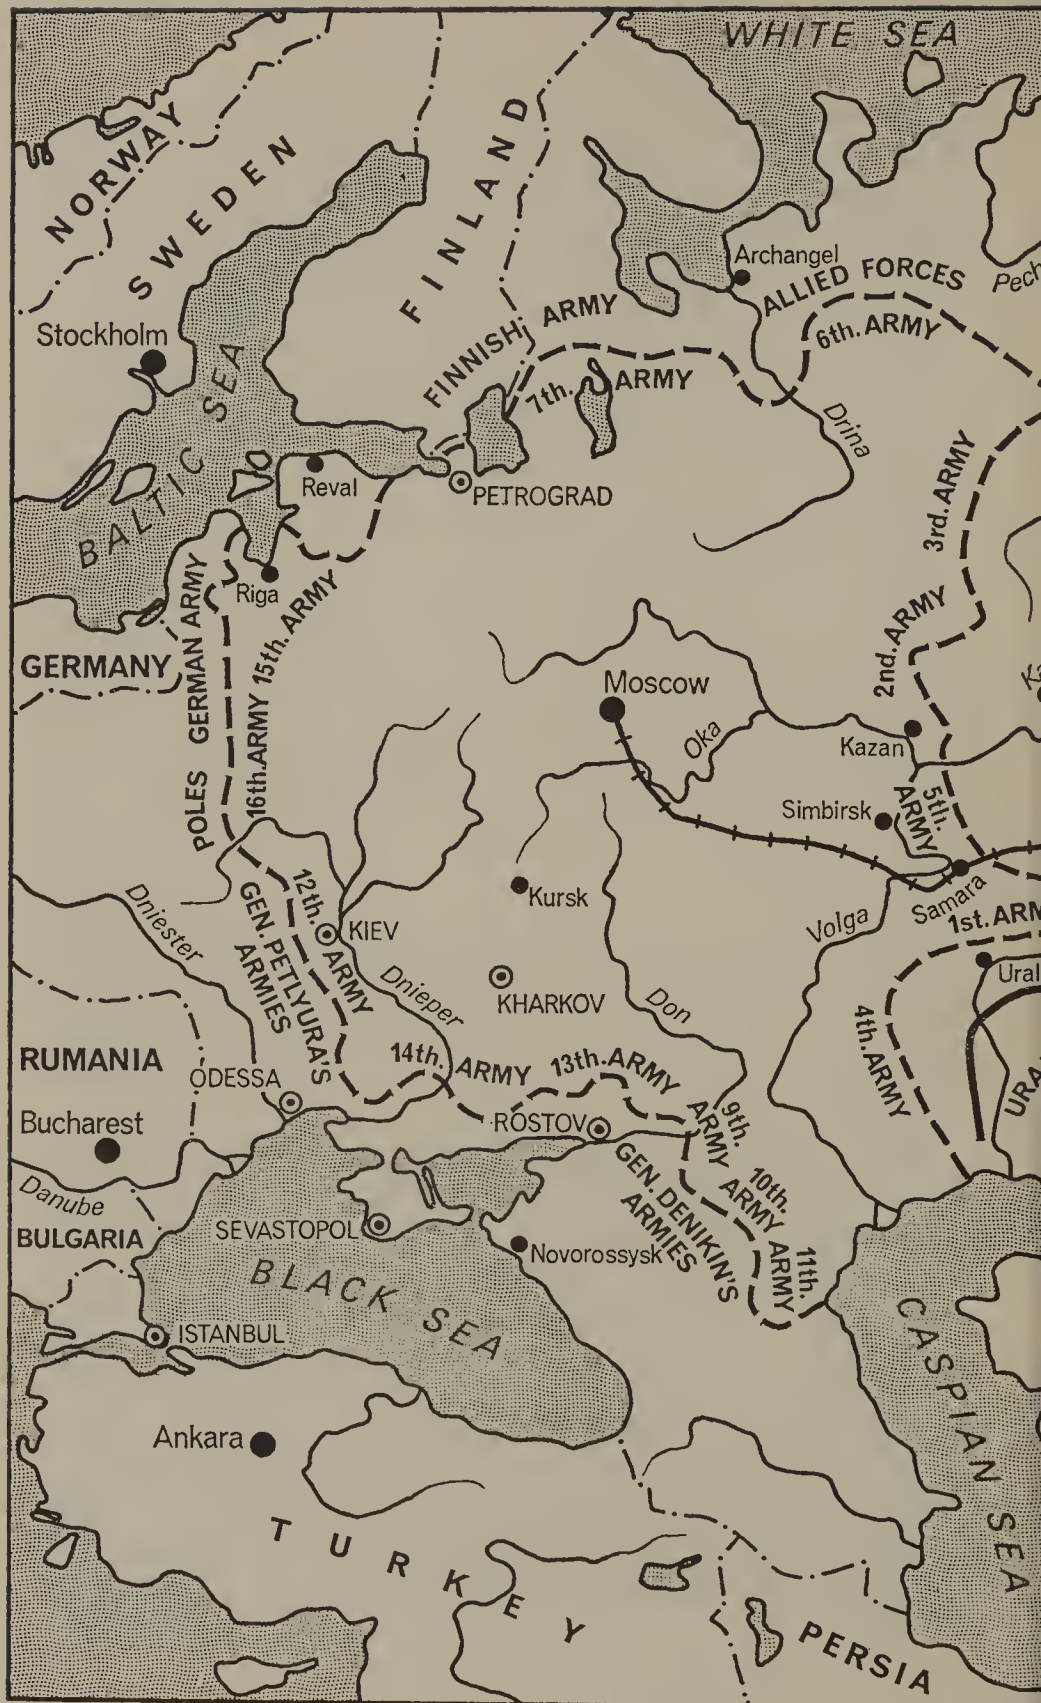 WHITE SEA
NORWAY
SWEDEN
FINLAND
Archangel
ALLIED FORCES
Stockholm
FINNISH ARMY
6th. ARMY
7th. ARMY
BALTIC SEA
Drina
Reval
PETROGRAD
3rd. ARMY
Riga
15th. ARMY
GERMAN ARMY
2nd. ARMY
GERMANY
Moscow
Oka
Kazan
16th. ARMY
POLES
Simbirsk
5th.
ARMY
Samara
Kursk
Volga
12th.
ARMY
KIEV
GEN. PETLYURA'S
ARMIES
Dniester
Dnieper
KHARKOV
Don
4th. ARMY
RUMANIA
14th. ARMY
13th. ARMY
ODESSA
Bucharest
ROSTOV
9th.
ARMY
10th.
ARMY
11th.
ARMY
GEN. DENIKIN'S
ARMIES
Danube
BULGARIA
SEVASTOPOL
Novorossysk
BLACK SEA
ISTANBUL
CASPIAN SEA
Ankara
TURKEY
PERSIA
1st. ARM
Ural
URA
Pech
Ka